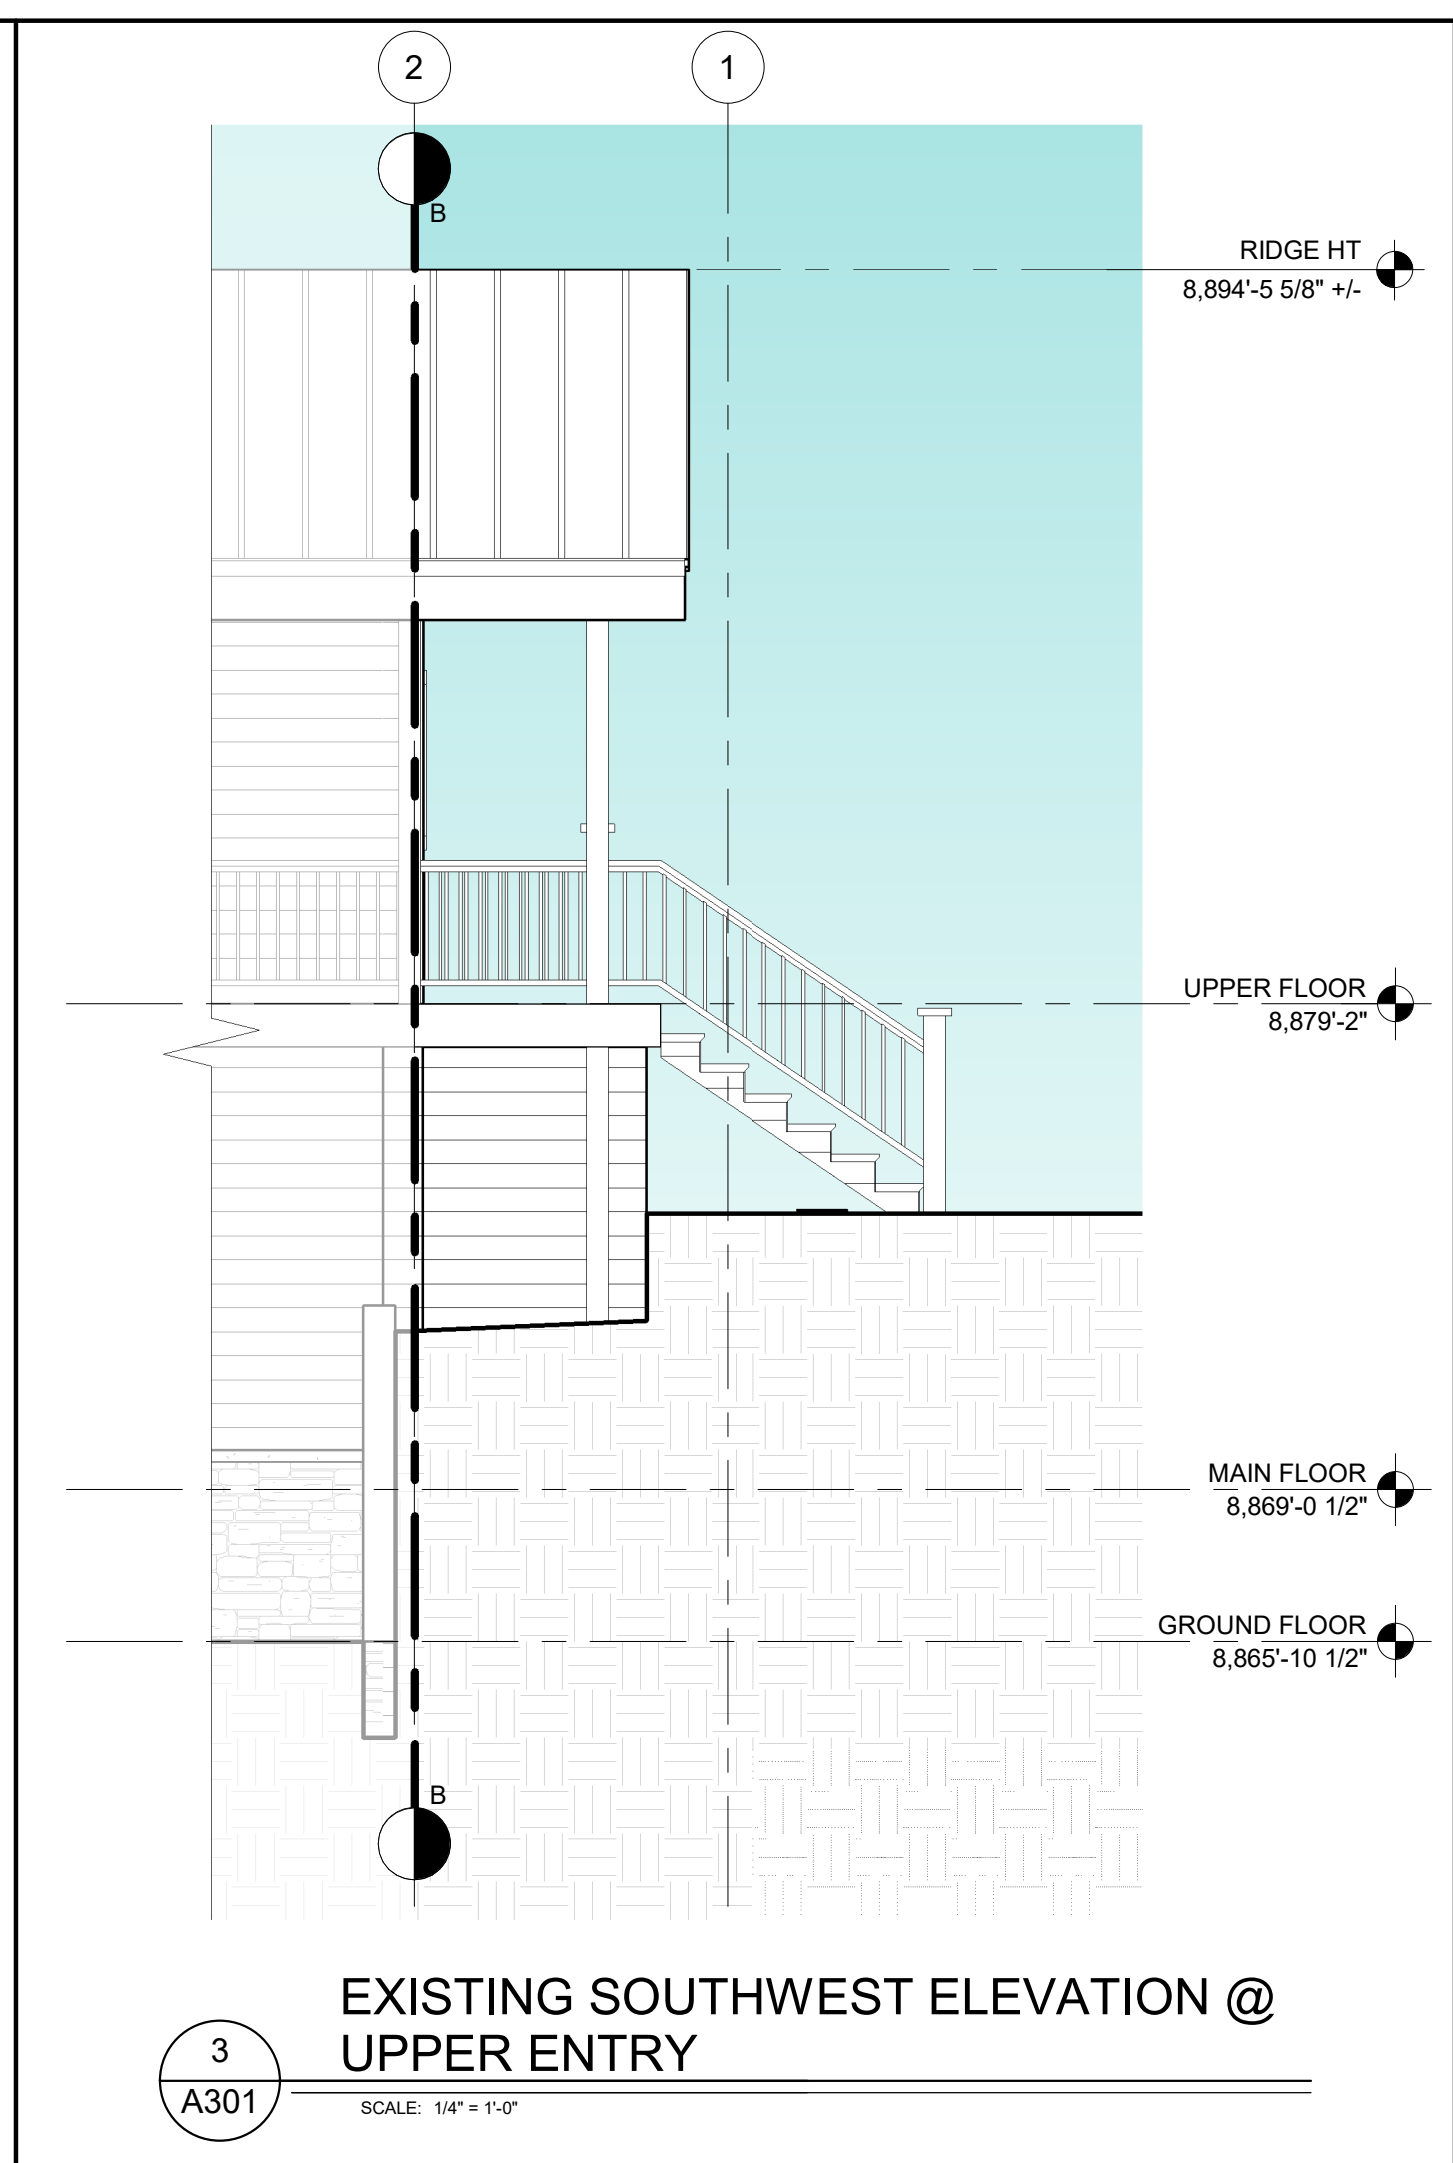 2
1
B
RIDGE HT
8,894'-5 5/8" +/-
UPPER FLOOR
8,879'-2"
MAIN FLOOR
8,869'-0 1/2"
GROUND FLOOR
8,865'-10 1/2"
B
EXISTING SOUTHWEST ELEVATION @
UPPER ENTRY
3
A301
SCALE: 1/4" = 1'-0"